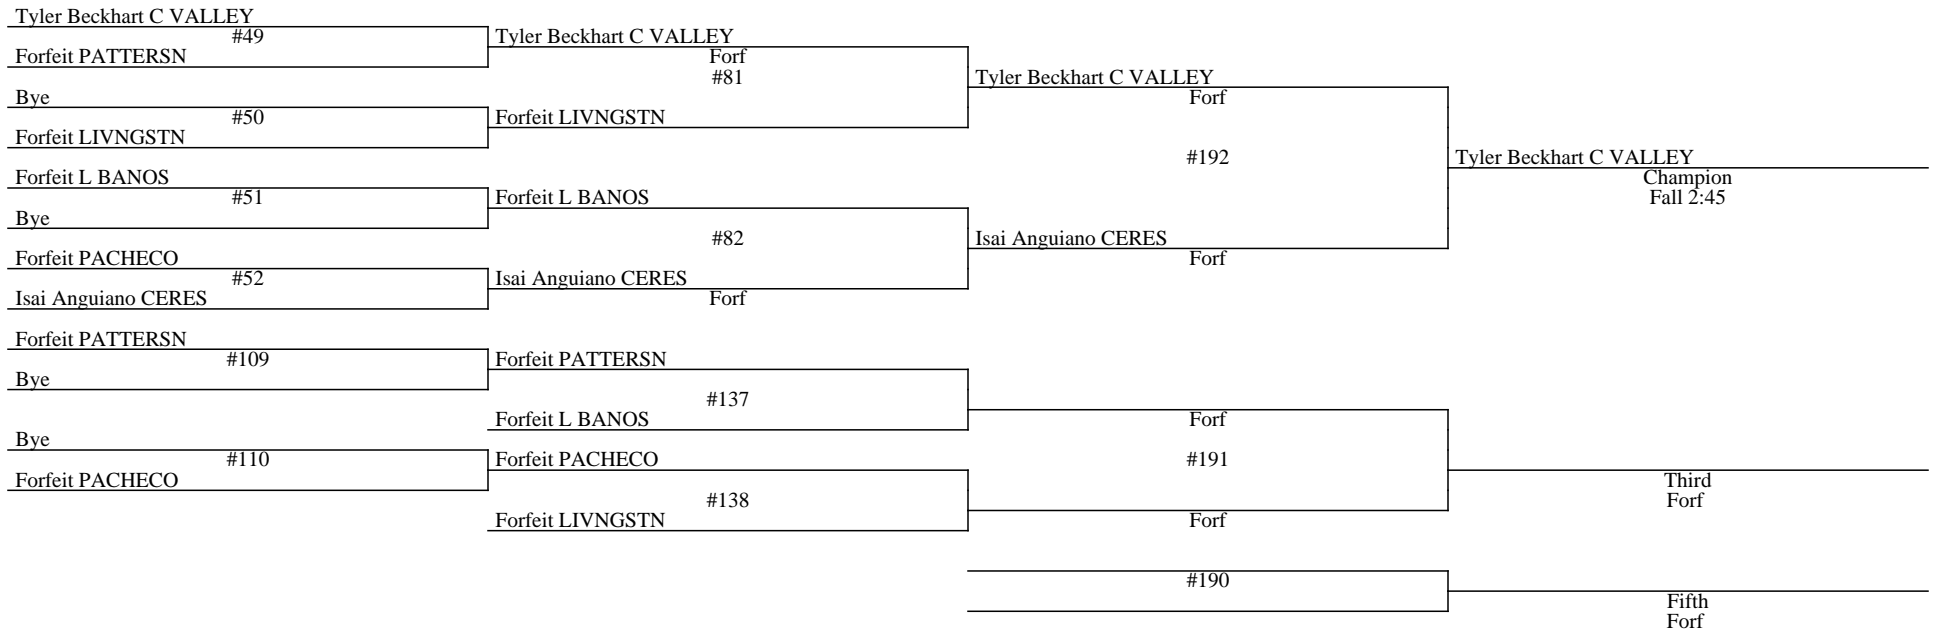 Tyler Beckhart C VALLEY
#49
Forfeit PATTERSN
Bye
#50
Forfeit LIVNGSTN
Forfeit L BANOS
#51
Bye
Forfeit PACHECO
#52
Isai Anguiano CERES
Forfeit PATTERSN
#109
Bye
Bye
#110
Forfeit PACHECO
Tyler Beckhart C VALLEY
Forf
#81
Forfeit LIVNGSTN
Forfeit L BANOS
#82
Isai Anguiano CERES
Forf
Forfeit PATTERSN
#137
Forfeit L BANOS
Forfeit PACHECO
#138
Forfeit LIVNGSTN
Tyler Beckhart C VALLEY
Forf
#192
Isai Anguiano CERES
Forf
Forf
#191
Forf
#190
Tyler Beckhart C VALLEY
Champion
Fall 2:45
Third
Forf
Fifth
Forf